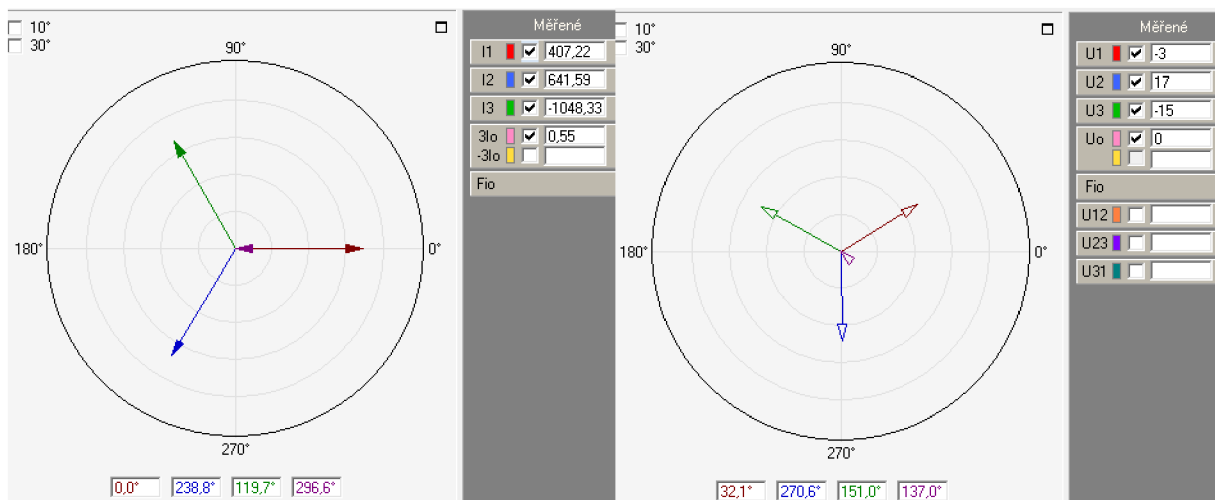 10°
30°
90°
180°
0°
270°
0,0° 238,8° 119,7° 296,6°
Měřené
I1 407,22
I2 641,59
I3 -1048,33
3Io 0,55
-3Io
Fio
10°
30°
90°
180°
0°
270°
32,1° 270,6° 151,0° 137,0°
Měřené
U1 -3
U2 17
U3 -15
Uo 0
Fio
U12
U23
U31